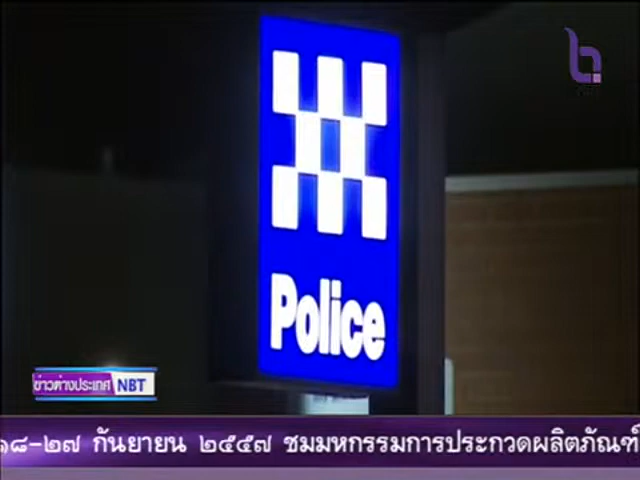 Police
ข่าวต่างประเทศ NBT
๑๘-๒๗ กันยายน ๒๕๕๗ ชมมหกรรมการประกวดผลิตภัณฑ์